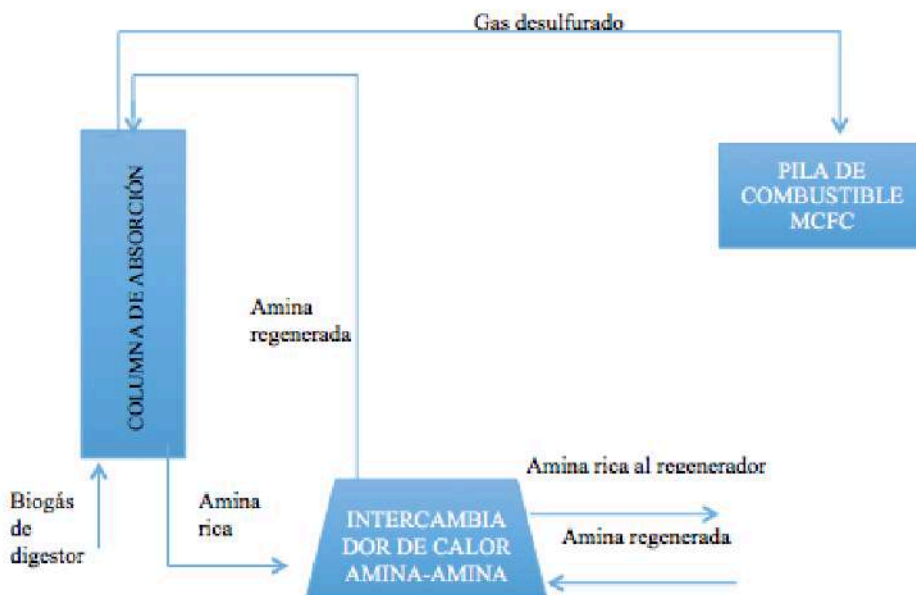 Gas desulfurado
COLUMNA DE ABSORCIÓN
PILA DE
COMBUSTIBLE
MCFC
Amina
regenerada
Biogás
de
digestor
Amina
rica
INTERCAMBIA
DOR DE CALOR
AMINA-AMINA
Amina rica al regenerador
Amina regenerada